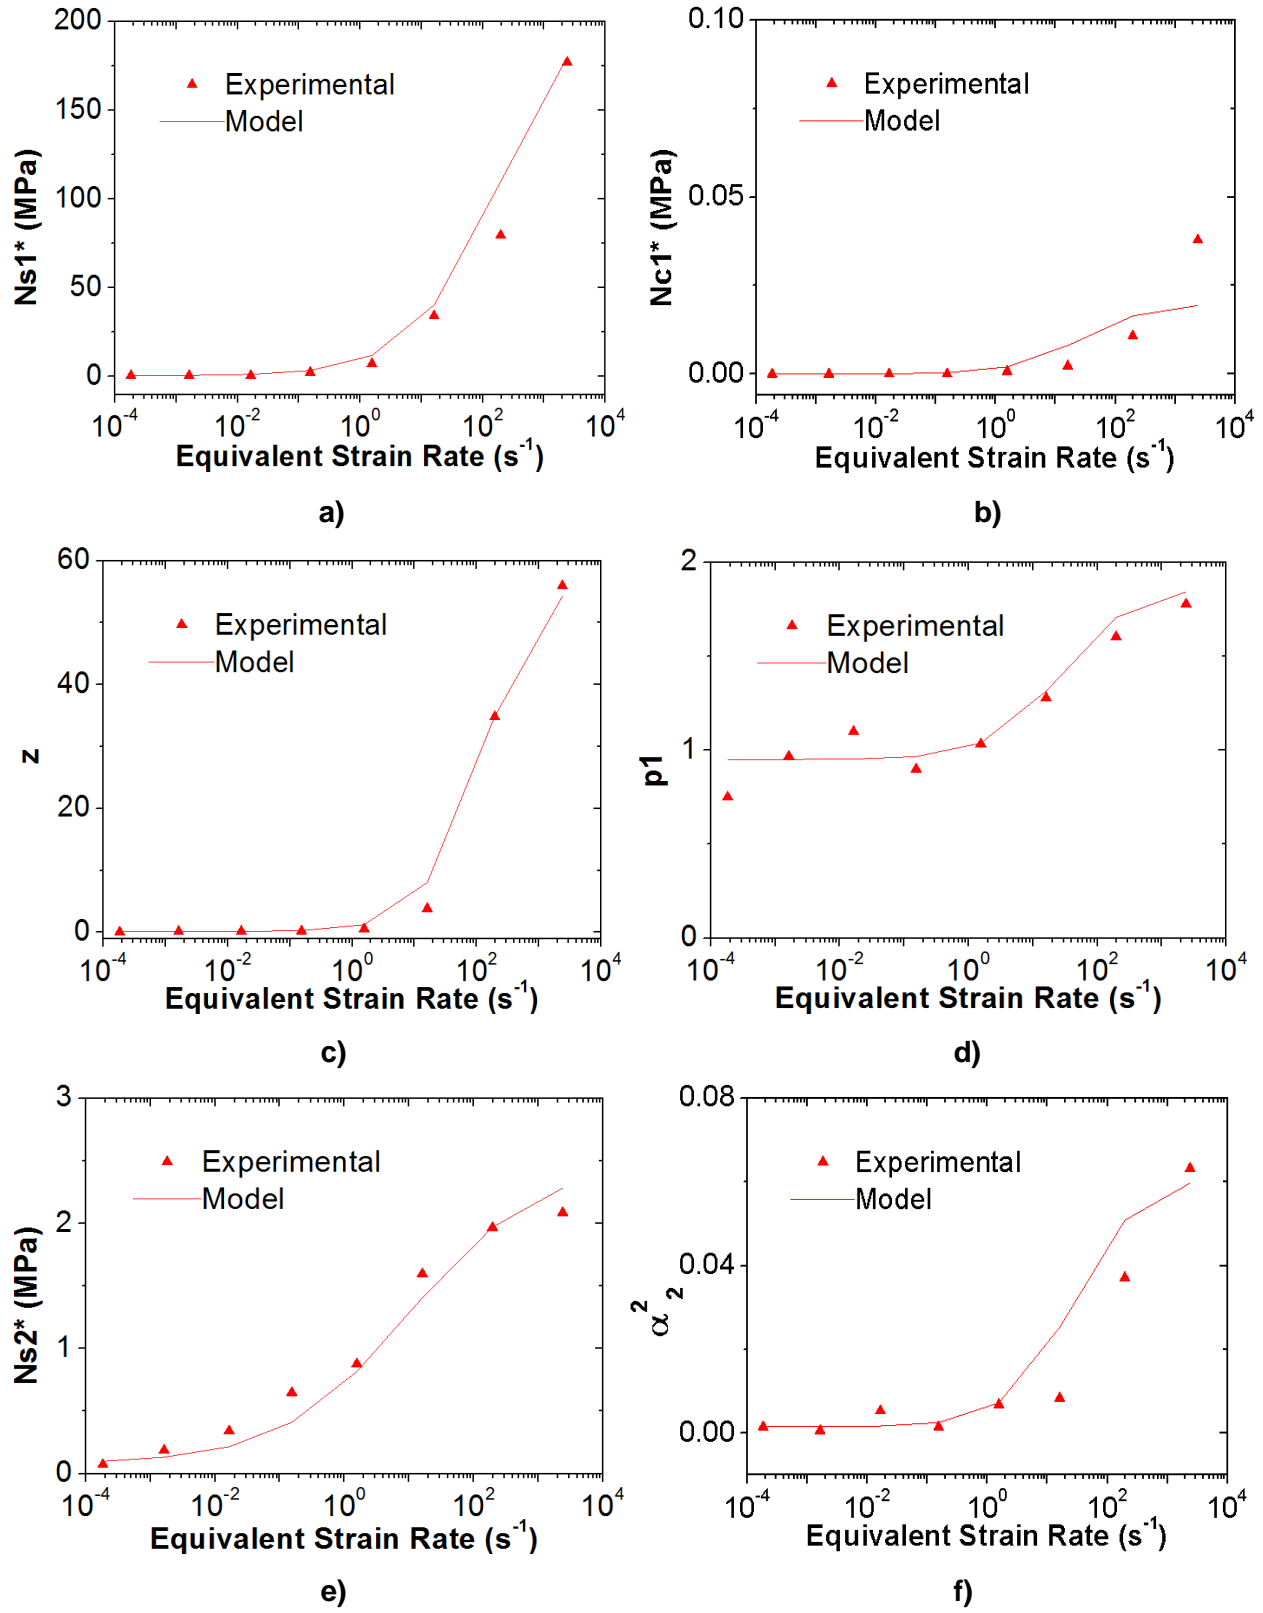 200
150
100
50
0
Ns1* (MPa)
Experimental
Model
10⁻⁴ 10⁻² 10⁰ 10² 10⁴
Equivalent Strain Rate (s⁻¹)
a)
0.10
0.05
0.00
Nc1* (MPa)
Experimental
Model
10⁻⁴ 10⁻² 10⁰ 10² 10⁴
Equivalent Strain Rate (s⁻¹)
b)
60
40
20
0
z
Experimental
Model
10⁻⁴ 10⁻² 10⁰ 10² 10⁴
Equivalent Strain Rate (s⁻¹)
c)
2
1
0
p1
Experimental
Model
10⁻⁴ 10⁻² 10⁰ 10² 10⁴
Equivalent Strain Rate (s⁻¹)
d)
3
2
1
0
Ns2* (MPa)
Experimental
Model
10⁻⁴ 10⁻² 10⁰ 10² 10⁴
Equivalent Strain Rate (s⁻¹)
e)
0.08
0.04
0.00
α²₂
Experimental
Model
10⁻⁴ 10⁻² 10⁰ 10² 10⁴
Equivalent Strain Rate (s⁻¹)
f)